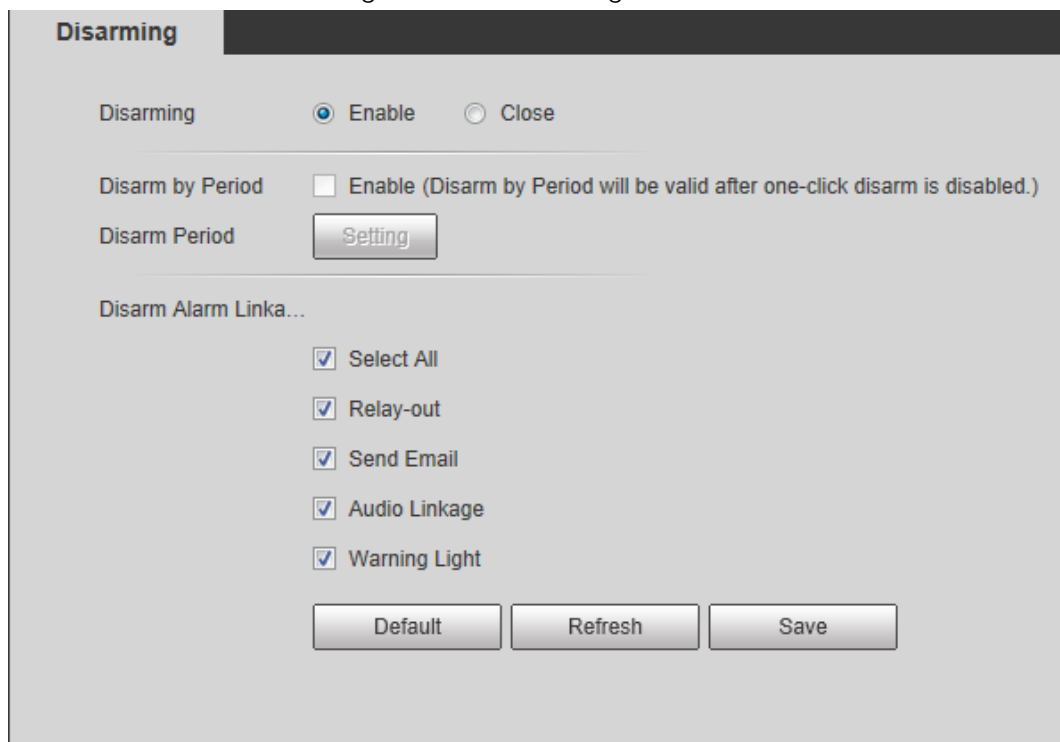 Disarming
Disarming Enable Close
Disarm by Period Enable (Disarm by Period will be valid after one-click disarm is disabled.)
Disarm Period Setting
Disarm Alarm Linka...
Select All
Relay-out
Send Email
Audio Linkage
Warning Light
Default Refresh Save